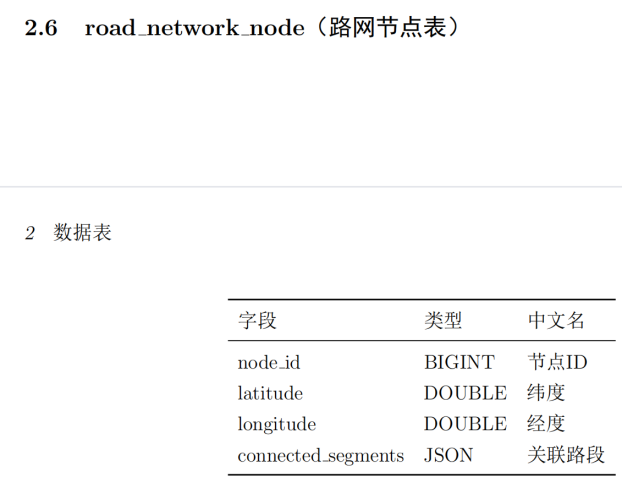 2.6 road_network_node（路网节点表）
2 数据表
字段 类型 中文名
node_id BIGINT 节点ID
latitude DOUBLE 纬度
longitude DOUBLE 经度
connected_segments JSON 关联路段